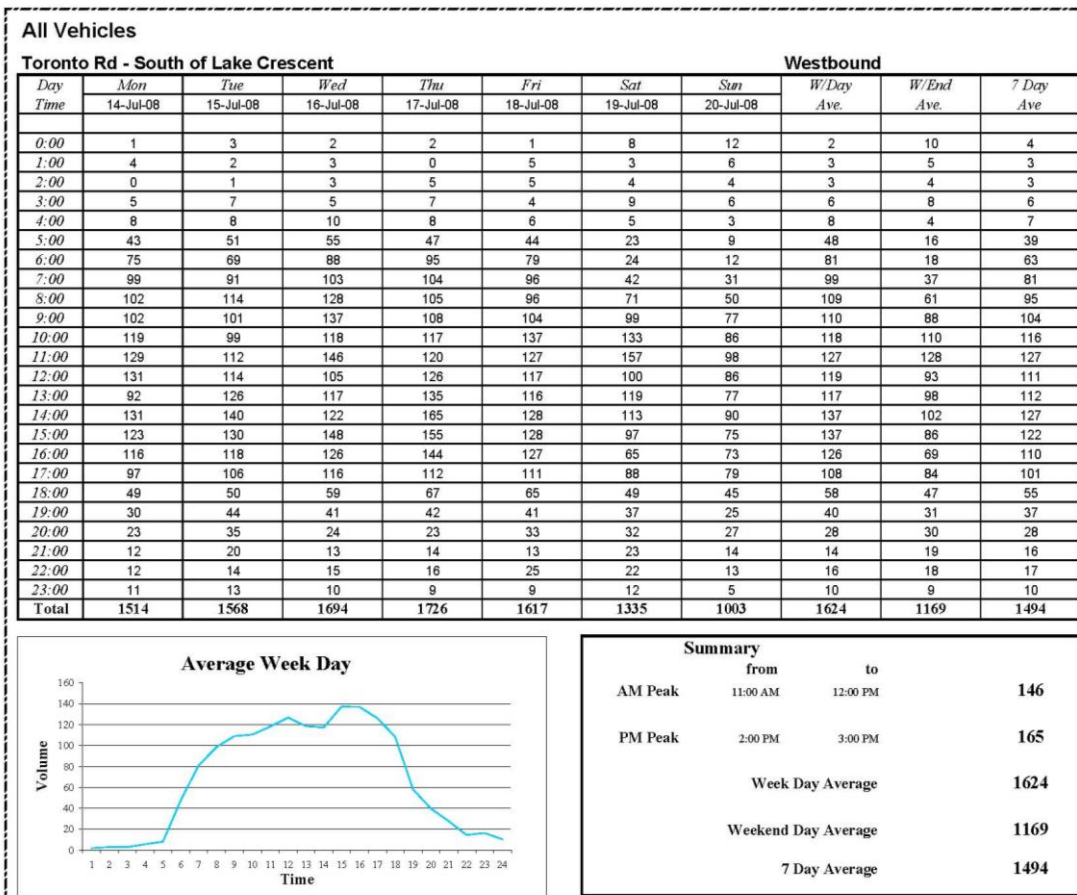 All Vehicles
Toronto Rd - South of Lake Crescent Westbound
Day Mon Tue Wed Thu Fri Sat Sun W/Day W/End 7 Day
Time 14-Jul-08 15-Jul-08 16-Jul-08 17-Jul-08 18-Jul-08 19-Jul-08 20-Jul-08 Ave. Ave. Ave
0:00 1 3 2 2 1 8 12 2 10 4
1:00 4 2 3 0 5 3 6 3 5 3
2:00 0 1 3 5 5 4 4 3 4 3
3:00 5 7 5 7 4 9 6 6 8 6
4:00 8 8 10 8 6 5 3 8 4 7
5:00 43 51 55 47 44 23 9 48 16 39
6:00 75 69 88 95 79 24 12 81 18 63
7:00 99 91 103 104 96 42 31 99 37 81
8:00 102 114 128 105 96 71 50 109 61 95
9:00 102 101 137 108 104 99 77 110 88 104
10:00 119 99 118 117 137 133 86 118 110 116
11:00 129 112 146 120 127 157 98 127 128 127
12:00 131 114 105 126 117 100 86 119 93 111
13:00 92 126 117 135 116 119 77 117 98 112
14:00 131 140 122 165 128 113 90 137 102 127
15:00 123 130 148 155 128 97 75 137 86 122
16:00 116 118 126 144 127 65 73 126 69 110
17:00 97 106 116 112 111 88 79 108 84 101
18:00 49 50 59 67 65 49 45 58 47 55
19:00 30 44 41 42 41 37 25 40 31 37
20:00 23 35 24 23 33 32 27 28 30 28
21:00 12 20 13 14 13 23 14 14 19 16
22:00 12 14 15 16 25 22 13 16 18 17
23:00 11 13 10 9 9 12 5 10 9 10
Total 1514 1568 1694 1726 1617 1335 1003 1624 1169 1494
Average Week Day
160
140
120
100
80
60
40
20
0
Volume
1 2 3 4 5 6 7 8 9 10 11 12 13 14 15 16 17 18 19 20 21 22 23 24
Time
Summary
from to
AM Peak 11:00 AM 12:00 PM 146
PM Peak 2:00 PM 3:00 PM 165
Week Day Average 1624
Weekend Day Average 1169
7 Day Average 1494